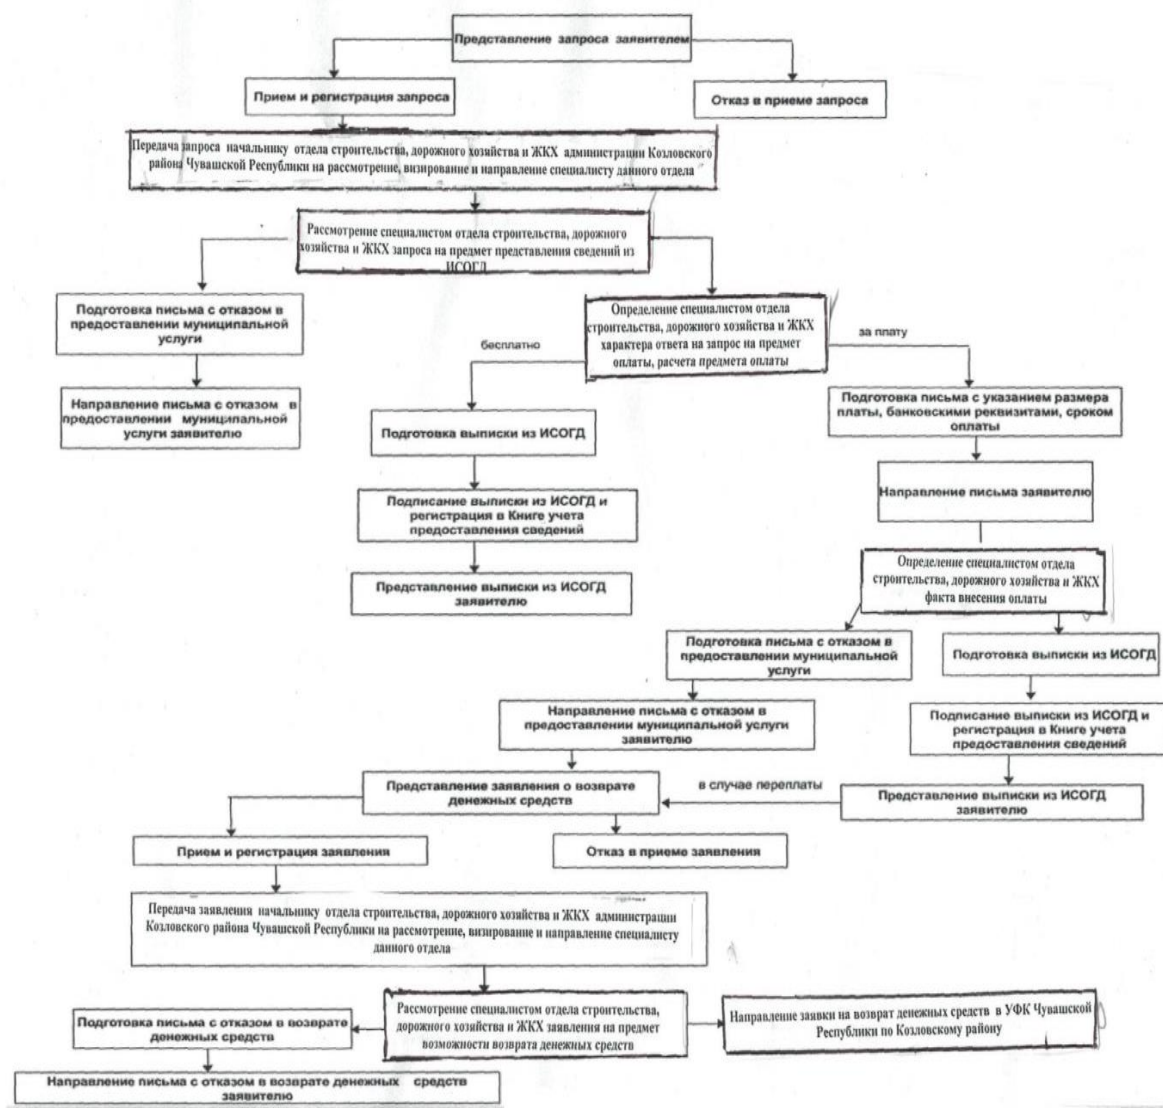 Представление запроса заявителем
Прием и регистрация запроса
Отказ в приеме запроса
Передача запроса начальнику отдела строительства, дорожного хозяйства и ЖКХ администрации Козловского
района Чувашской Республики на рассмотрение, визирование и направление специалисту данного отдела
Рассмотрение специалистом отдела строительства, дорожного
хозяйства и ЖКХ запроса на предмет представления сведений из
ИСОГД
Подготовка письма с отказом в
предоставлении муниципальной
услуги
Направление письма с отказом в
предоставлении муниципальной
услуги заявителю
Определение специалистом отдела
строительства, дорожного хозяйства и ЖКХ
характера ответа на запрос на предмет
оплаты, расчета предмета оплаты
бесплатно
за плату
Подготовка выписки из ИСОГД
Подписание выписки из ИСОГД и
регистрация в Книге учета
предоставления сведений
Представление выписки из ИСОГД
заявителю
Подготовка письма с указанием размера
платы, банковскими реквизитами, сроком
оплаты
Направление письма заявителю
Определение специалистом отдела
строительства, дорожного хозяйства и ЖКХ
факта внесения оплаты
Подготовка письма с отказом в
предоставлении муниципальной
услуги
Подготовка выписки из ИСОГД
Направление письма с отказом в
предоставлении муниципальной услуги
заявителю
Подписание выписки из ИСОГД и
регистрация в Книге учета
предоставления сведений
Представление заявления о возврате
денежных средств
в случае переплаты
Представление выписки из ИСОГД
заявителю
Прием и регистрация заявления
Отказ в приеме заявления
Передача заявления начальнику отдела строительства, дорожного хозяйства и ЖКХ администрации
Козловского района Чувашской Республики на рассмотрение, визирование и направление специалисту
данного отдела
Рассмотрение специалистом отдела строительства,
дорожного хозяйства и ЖКХ заявления на предмет
возможности возврата денежных средств
Подготовка письма с отказом в возврате
денежных средств
Направление заявки на возврат денежных средств в УФК Чувашской
Республики по Козловскому району
Направление письма с отказом в возврате денежных средств
заявителю